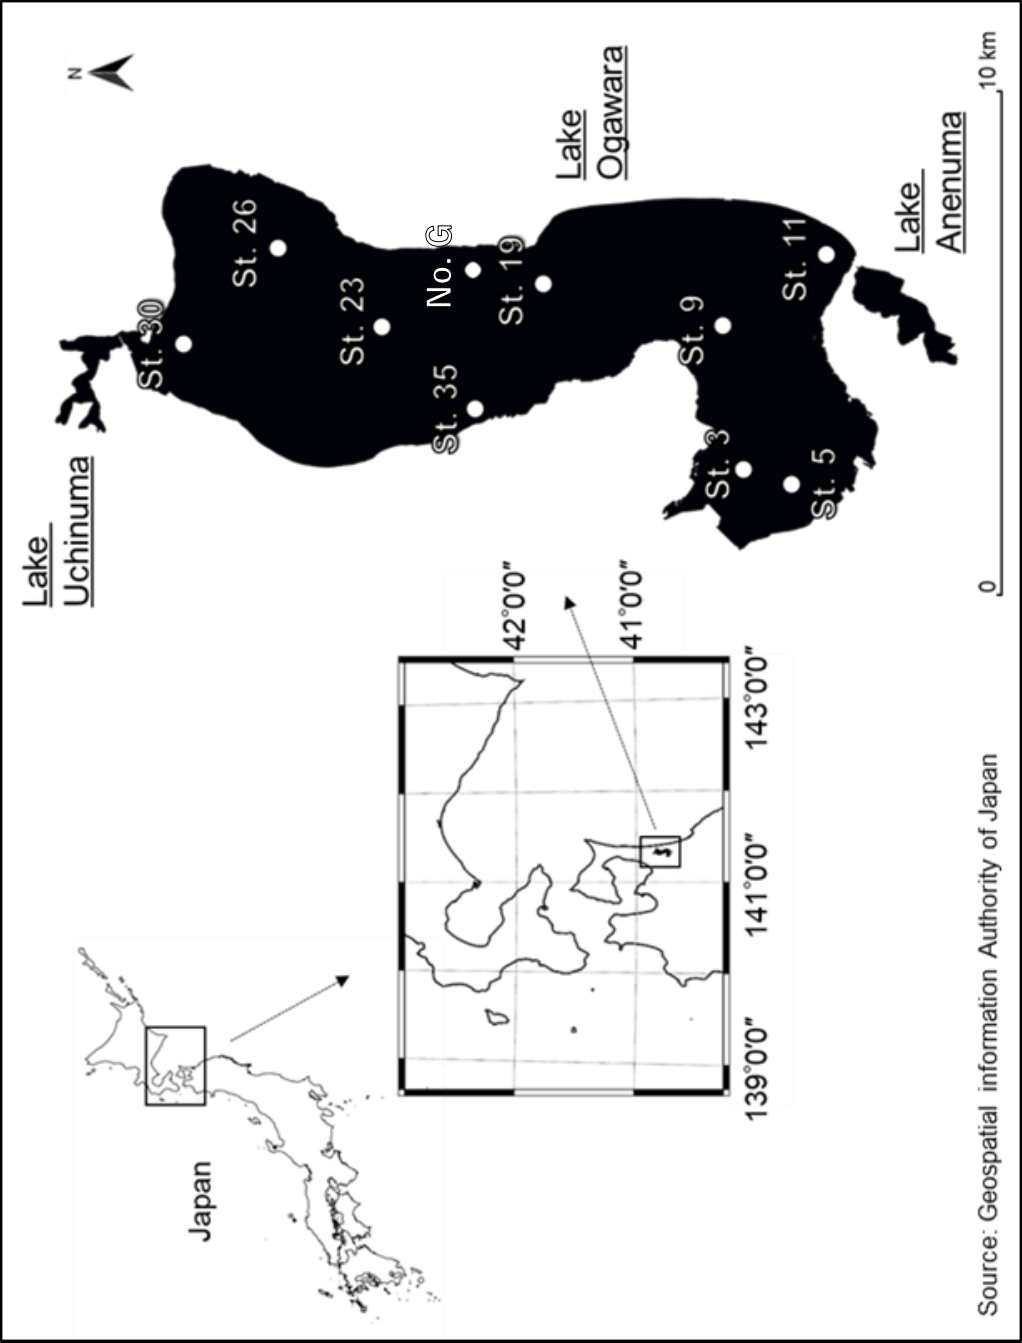 Lake
Uchinuma
N
St. 30
St. 26
St. 23
No. G
St. 35
St. 19
Lake
Ogawara
St. 9
St. 3
St. 11
St. 5
Lake
Anenuma
0
10 km
Japan
42°0′0″
41°0′0″
139°0′0″
141°0′0″
143°0′0″
Source: Geospatial information Authority of Japan